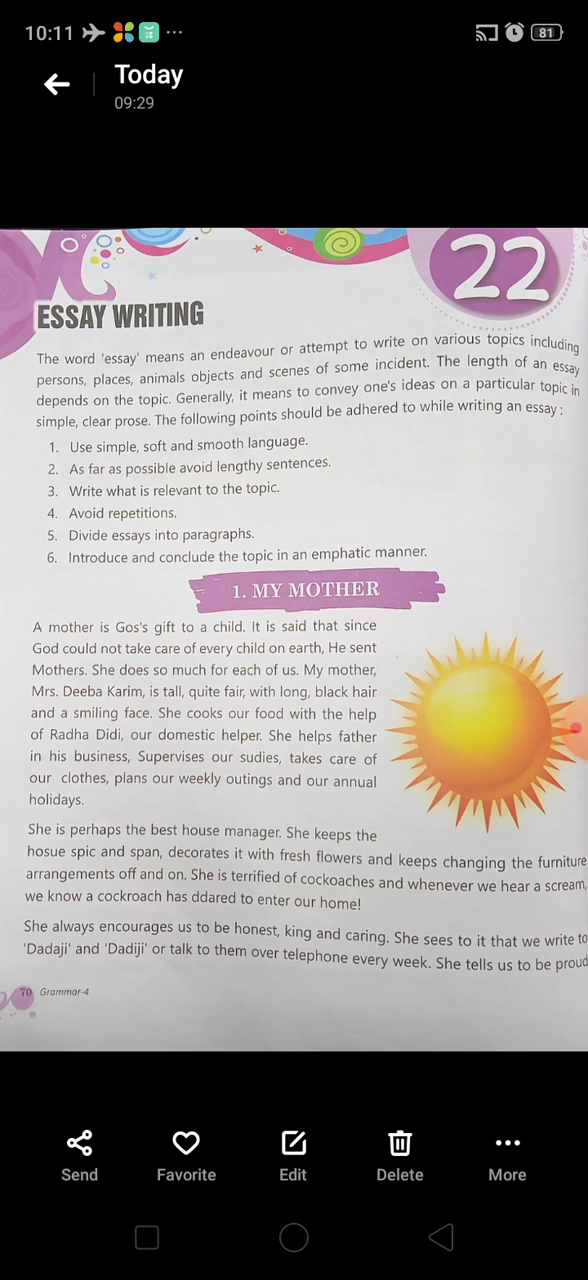 10:11
81
Today
09:29
22
ESSAY WRITING
The word 'essay' means an endeavour or attempt to write on various topics including
persons, places, animals objects and scenes of some incident. The length of an essay
depends on the topic. Generally, it means to convey one's ideas on a particular topic in
simple, clear prose. The following points should be adhered to while writing an essay :
1. Use simple, soft and smooth language.
2. As far as possible avoid lengthy sentences.
3. Write what is relevant to the topic.
4. Avoid repetitions.
5. Divide essays into paragraphs.
6. Introduce and conclude the topic in an emphatic manner.
1. MY MOTHER
A mother is Gos's gift to a child. It is said that since
God could not take care of every child on earth, He sent
Mothers. She does so much for each of us. My mother,
Mrs. Deeba Karim, is tall, quite fair, with long, black hair
and a smiling face. She cooks our food with the help
of Radha Didi, our domestic helper. She helps father
in his business, Supervises our sudies, takes care of
our clothes, plans our weekly outings and our annual
holidays.
She is perhaps the best house manager. She keeps the
hosue spic and span, decorates it with fresh flowers and keeps changing the furniture
arrangements off and on. She is terrified of cockoaches and whenever we hear a scream,
we know a cockroach has ddared to enter our home!
She always encourages us to be honest, king and caring. She sees to it that we write to
'Dadaji' and 'Dadiji' or talk to them over telephone every week. She tells us to be proud
70 Grammar-4
Send
Favorite
Edit
Delete
More